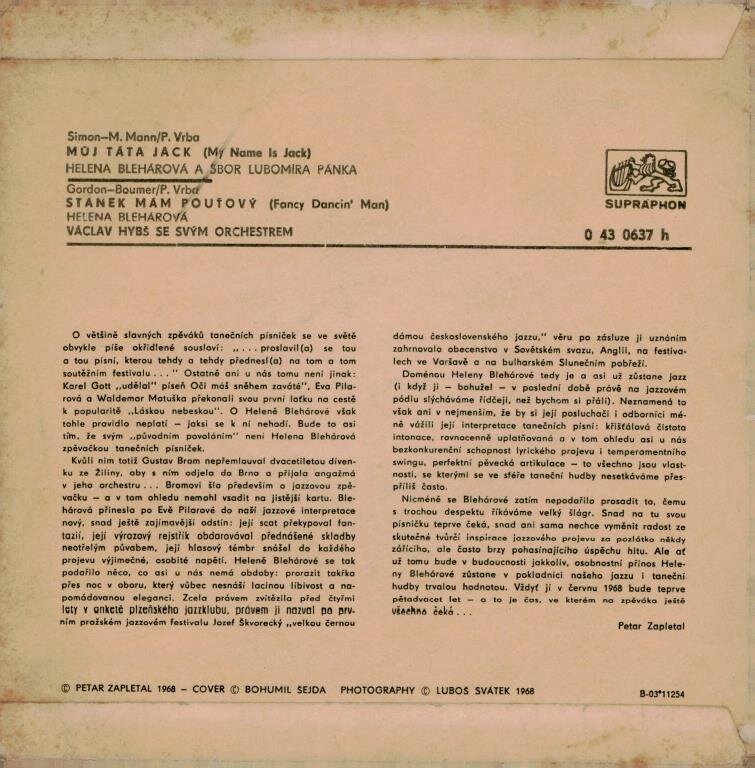 Simon—M. Mann/P. Vrba
MŮJ TÁTA JACK (My Name Is Jack)
HELENA BLEHÁROVÁ A SBOR LUBOMÍRA PÁNKA
Gordon—Boumer/P. Vrba
STÁNEK MÁM POUŤOVÝ (Fancy Dancin' Man)
HELENA BLEHÁROVÁ
VÁCLAV HYBŠ SE SVÝM ORCHESTREM
SUPRAPHON
0 43 0637 h
O většině slavných zpěváků tanečních písniček se ve světě
obvykle píše okřídlené sousloví: „... proslavil(a) se tou
a tou písní, kterou tehdy a tehdy přednesl(a) na tom a tom
soutěžním festivalu ..." Ostatně ani u nás tomu není jinak:
Karel Gott „udělal" píseň Oči máš sněhem zaváté", Eva Pila-
rová a Waldemar Matuška překonali svou první laťku na cestě
k popularitě „Láskou nebeskou". O Heleně Blehárové však
tohle pravidlo neplatí — jaksi se k ní nehodí. Bude to asi
tím, že svým „původním povoláním" není Helena Blehárová
zpěvačkou tanečních písniček.
Kvůli nim totiž Gustav Brom nepřemlouval dvacetiletou díven-
ku ze Žiliny, aby s ním odjela do Brna a přijala angažmá
v jeho orchestru ... Bromovi šlo především o jazzovou zpě-
vačku — a v tom ohledu nemohl vsadit na jistější kartu. Ble-
hárová přinesla po Evě Pilarové do naší jazzové interpretace
nový, snad ještě zajímavější odstín: její scat překypoval fan-
tazií, její výrazový rejstřík obdarovával přednášené skladby
neotřelým půvabem, její hlasový témbr snášel do každého
projevu výjimečné, osobité napětí. Heleně Blehárové se tak
podařilo něco, co asi u nás nemá obdoby: prorazit takřka
přes noc v oboru, který vůbec nesnáší lacinou líbivost a na-
pomádovanou eleganci. Zcela právem zvítězila před čtyřmi
laty v anketě plzeňského jazzklubu, právem ji nazval po prv-
ním pražském jazzovém festivalu Josef Škvorecký „velkou černou
dámou československého jazzu," věru po zásluze ji uznáním
zahrnovalo obecenstvo v Sovětském svazu, Anglii, na festiva-
lech ve Varšavě a na bulharském Slunečním pobřeží.
Doménou Heleny Blehárové tedy je a asi už zůstane jazz
(i když ji — bohužel — v poslední době právě na jazzovém
pódiu slýcháváme řidčeji, než bychom si přáli). Neznamená to
však ani v nejmenším, že by si její posluchači i odborníci mé-
ně vážili její interpretace tanečních písní: křišťálová čistota
intonace, rovnocenně uplatňovaná a v tom ohledu asi u nás
bezkonkurenční schopnost lyrického projevu i temperamentního
swingu, perfektní pěvecká artikulace — to všechno jsou vlast-
nosti, se kterými se ve sféře taneční hudby nesetkáváme přes-
příliš často.
Nicméně se Blehárové zatím nepodařilo prosadit to, čemu
s trochou despektu říkáváme velký šlágr. Snad na tu svou
písničku teprve čeká, snad ani sama nechce vyměnit radost ze
skutečné tvůrčí inspirace jazzového projevu za pozlátko někdy
zářícího, ale často brzy pohasínajícího úspěchu hitu. Ale ať
už tomu bude v budoucnosti jakkoliv, osobnostní přínos Hele-
ny Blehárové zůstane v pokladnici našeho jazzu i taneční
hudby trvalou hodnotou. Vždyť jí v červnu 1968 bude teprve
pětadvacet let — a to je čas, ve kterém na zpěváka ještě
všechno čeká ...
Petar Zapletal
© PETAR ZAPLETAL 1968 — COVER © BOHUMIL ŠEJDA PHOTOGRAPHY © LUBOŠ SVÁTEK 1968
B-03*11254